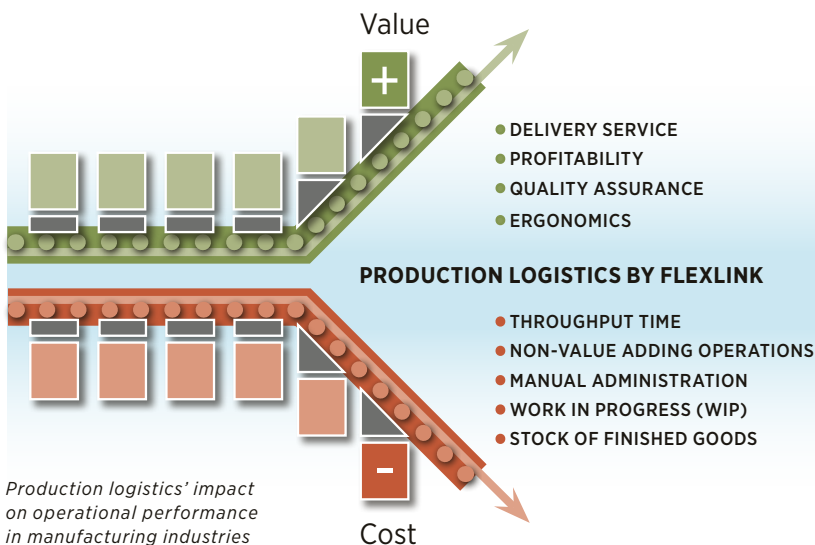 Value
+
DELIVERY SERVICE
PROFITABILITY
QUALITY ASSURANCE
ERGONOMICS
PRODUCTION LOGISTICS BY FLEXLINK
THROUGHPUT TIME
NON-VALUE ADDING OPERATIONS
MANUAL ADMINISTRATION
WORK IN PROGRESS (WIP)
STOCK OF FINISHED GOODS
-
Cost
Production logistics’ impact
on operational performance
in manufacturing industries